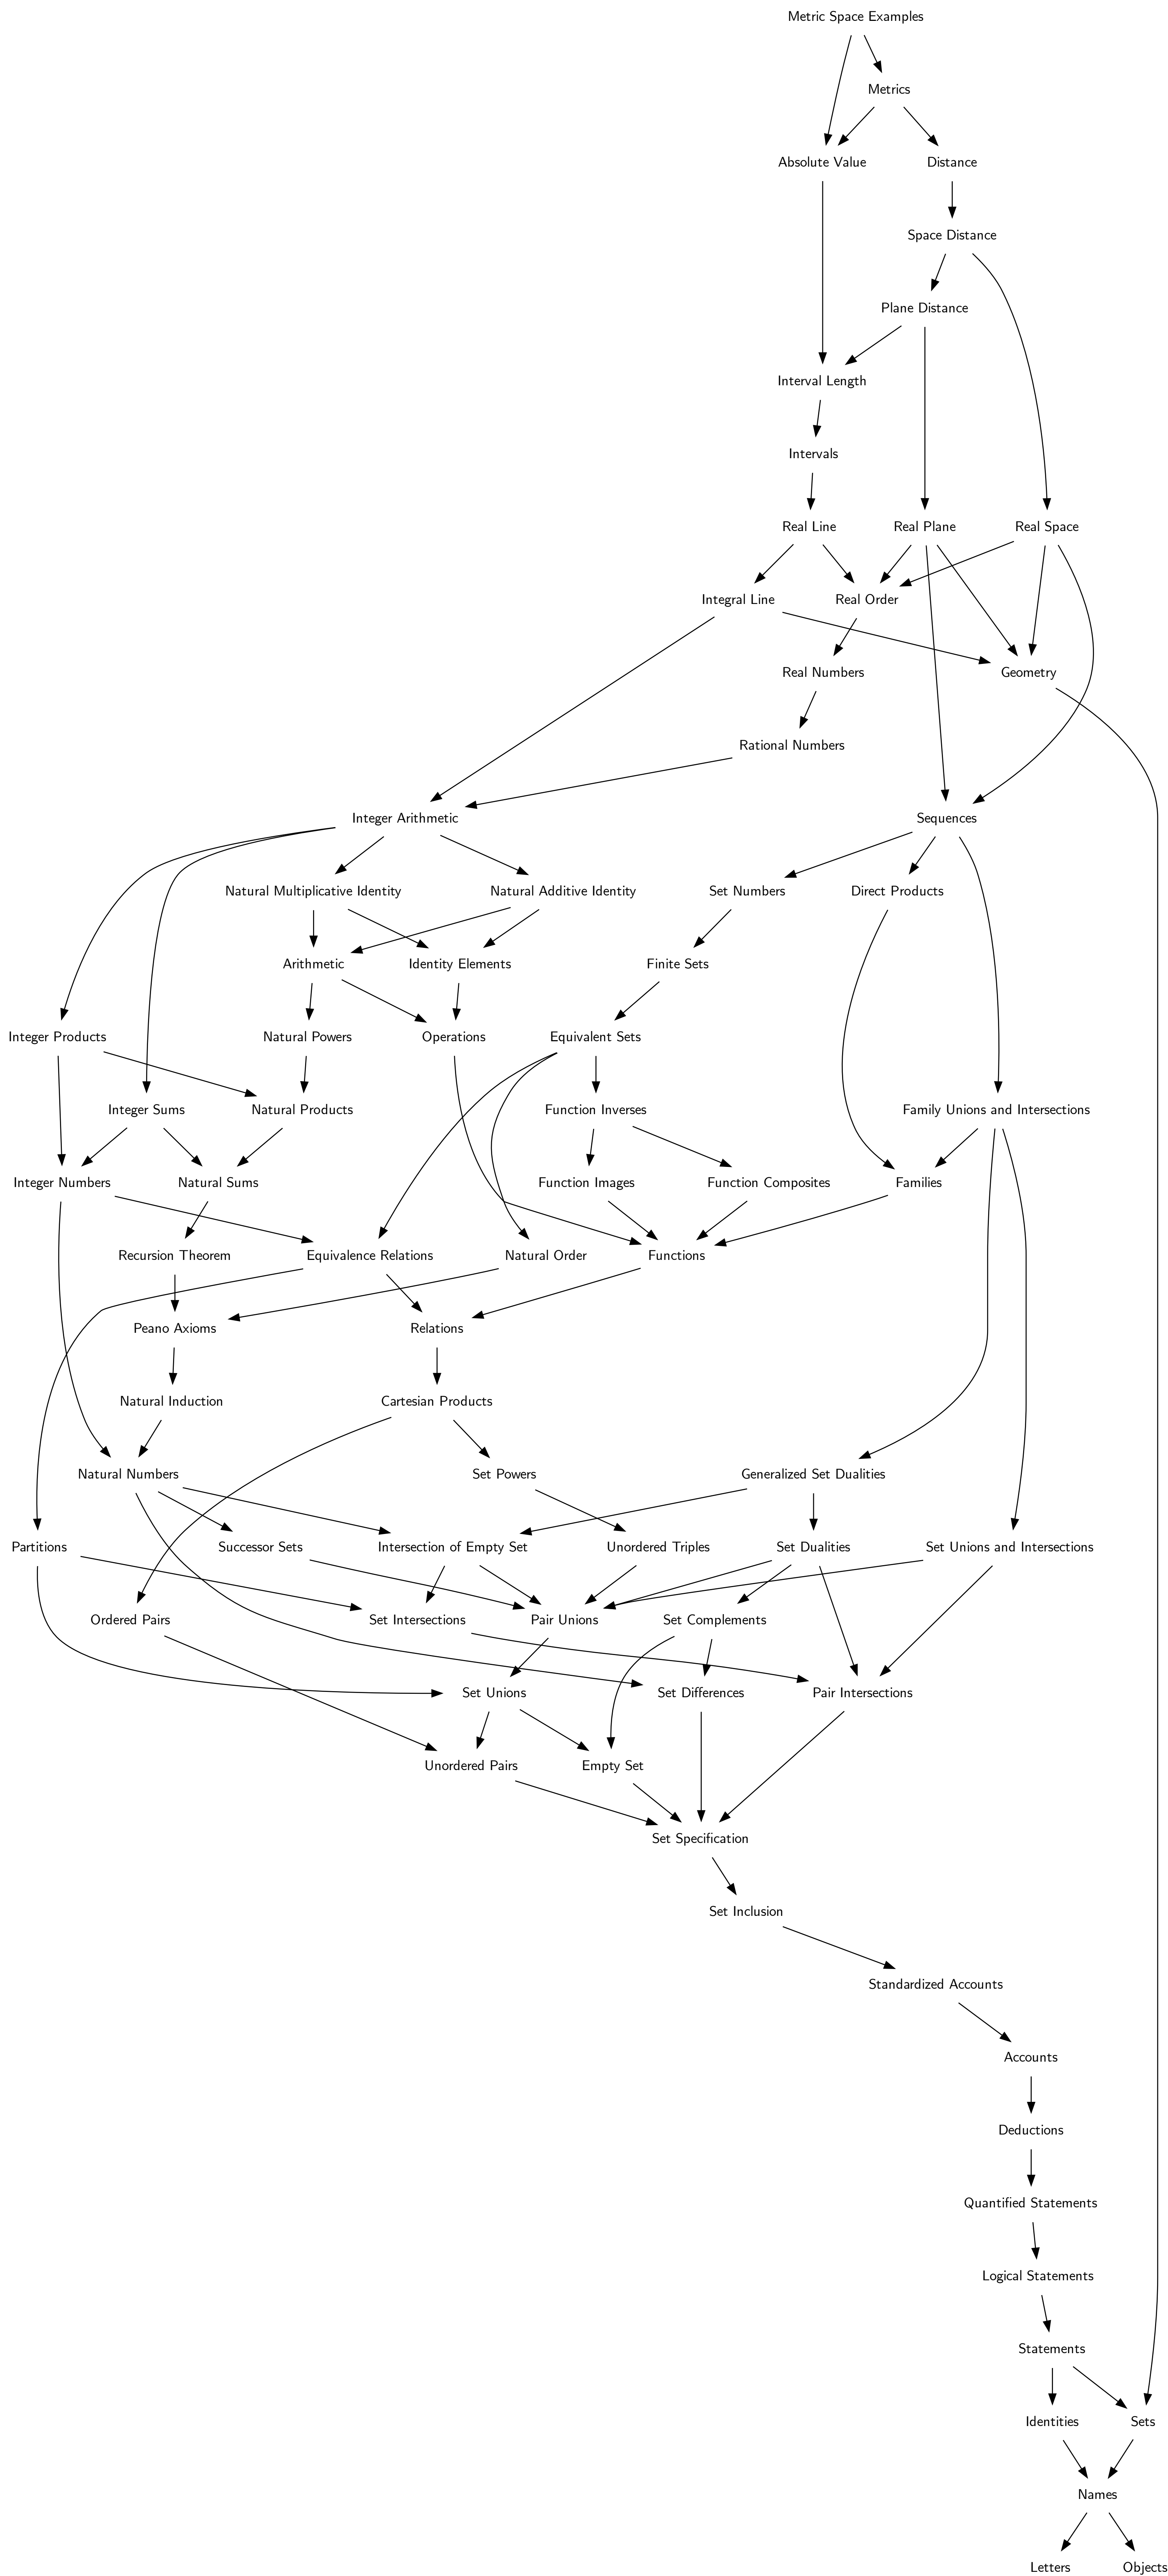 Metric Space Examples
Metrics
Absolute Value
Distance
Space Distance
Plane Distance
Interval Length
Intervals
Real Line
Real Plane
Real Space
Integral Line
Real Order
Real Numbers
Geometry
Rational Numbers
Integer Arithmetic
Sequences
Natural Multiplicative Identity
Natural Additive Identity
Set Numbers
Direct Products
Arithmetic
Identity Elements
Finite Sets
Integer Products
Natural Powers
Operations
Equivalent Sets
Integer Sums
Natural Products
Function Inverses
Family Unions and Intersections
Integer Numbers
Natural Sums
Function Images
Function Composites
Families
Recursion Theorem
Equivalence Relations
Natural Order
Functions
Peano Axioms
Relations
Natural Induction
Cartesian Products
Natural Numbers
Set Powers
Generalized Set Dualities
Partitions
Successor Sets
Intersection of Empty Set
Unordered Triples
Set Dualities
Set Unions and Intersections
Ordered Pairs
Set Intersections
Pair Unions
Set Complements
Set Unions
Set Differences
Pair Intersections
Unordered Pairs
Empty Set
Set Specification
Set Inclusion
Standardized Accounts
Accounts
Deductions
Quantified Statements
Logical Statements
Statements
Identities
Sets
Names
Letters
Objects